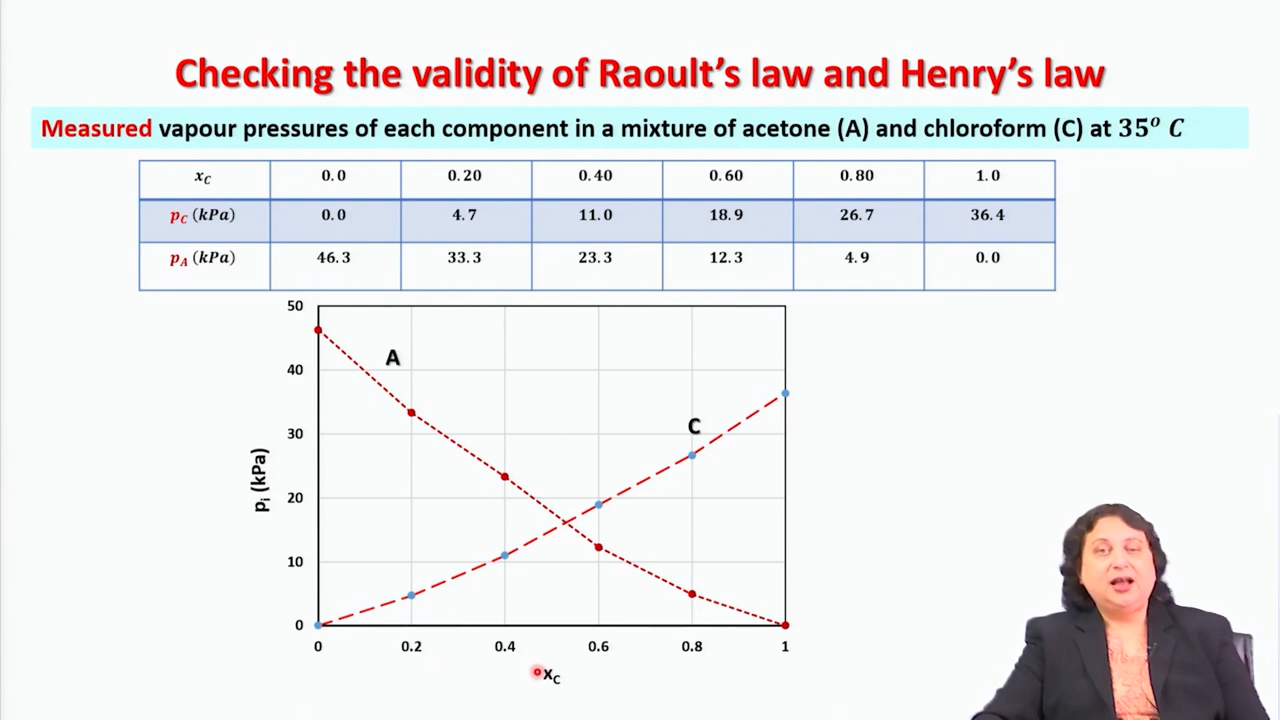 Checking the validity of Raoult's law and Henry's law
Measured vapour pressures of each component in a mixture of acetone (A) and chloroform (C) at 35° C
x_C 0.0 0.20 0.40 0.60 0.80 1.0
p_C (kPa) 0.0 4.7 11.0 18.9 26.7 36.4
p_A (kPa) 46.3 33.3 23.3 12.3 4.9 0.0
50
40
30
20
10
0
p_i (kPa)
A
C
0 0.2 0.4 0.6 0.8 1
x_C